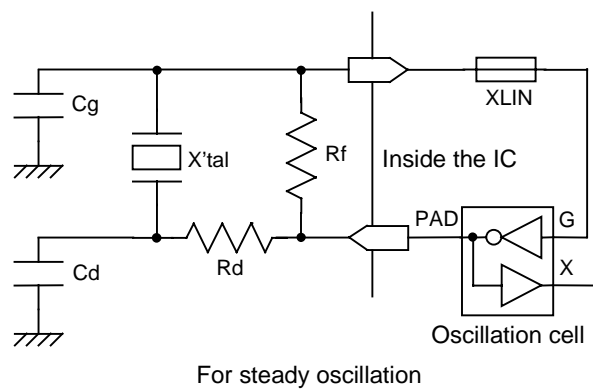 Cg
X'tal
Rf
XLIN
Inside the IC
PAD
G
Cd
Rd
X
Oscillation cell
For steady oscillation